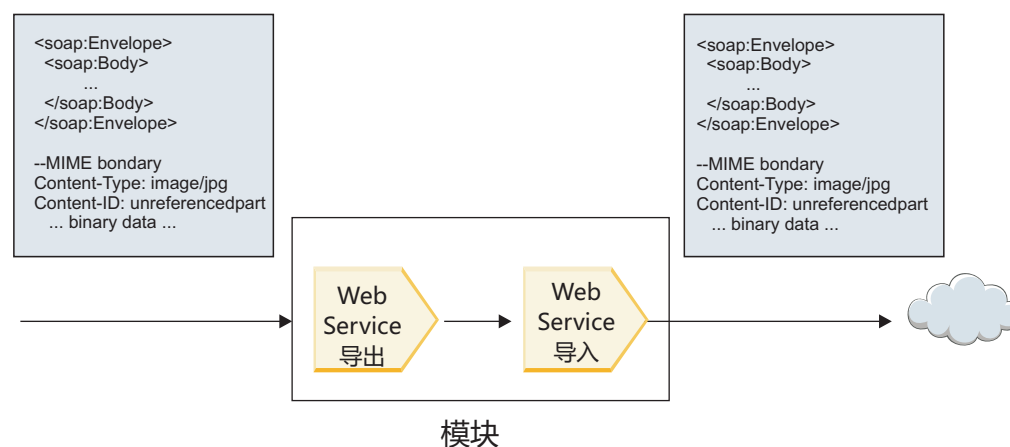 <soap:Envelope>
<soap:Body>
...
</soap:Body>
</soap:Envelope>
--MIME bondary
Content-Type: image/jpg
Content-ID: unreferencedpart
... binary data ...
<soap:Envelope>
<soap:Body>
...
</soap:Body>
</soap:Envelope>
--MIME bondary
Content-Type: image/jpg
Content-ID: unreferencedpart
... binary data ...
Web
Service
导出
Web
Service
导入
模块